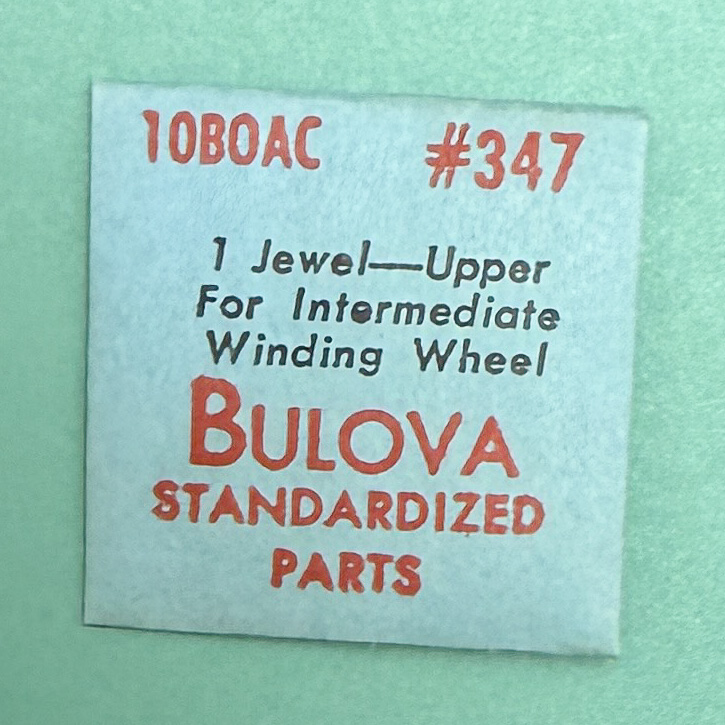 10BOAC #347
1 Jewel—Upper
For Intermediate
Winding Wheel
BULOVA
STANDARDIZED
PARTS